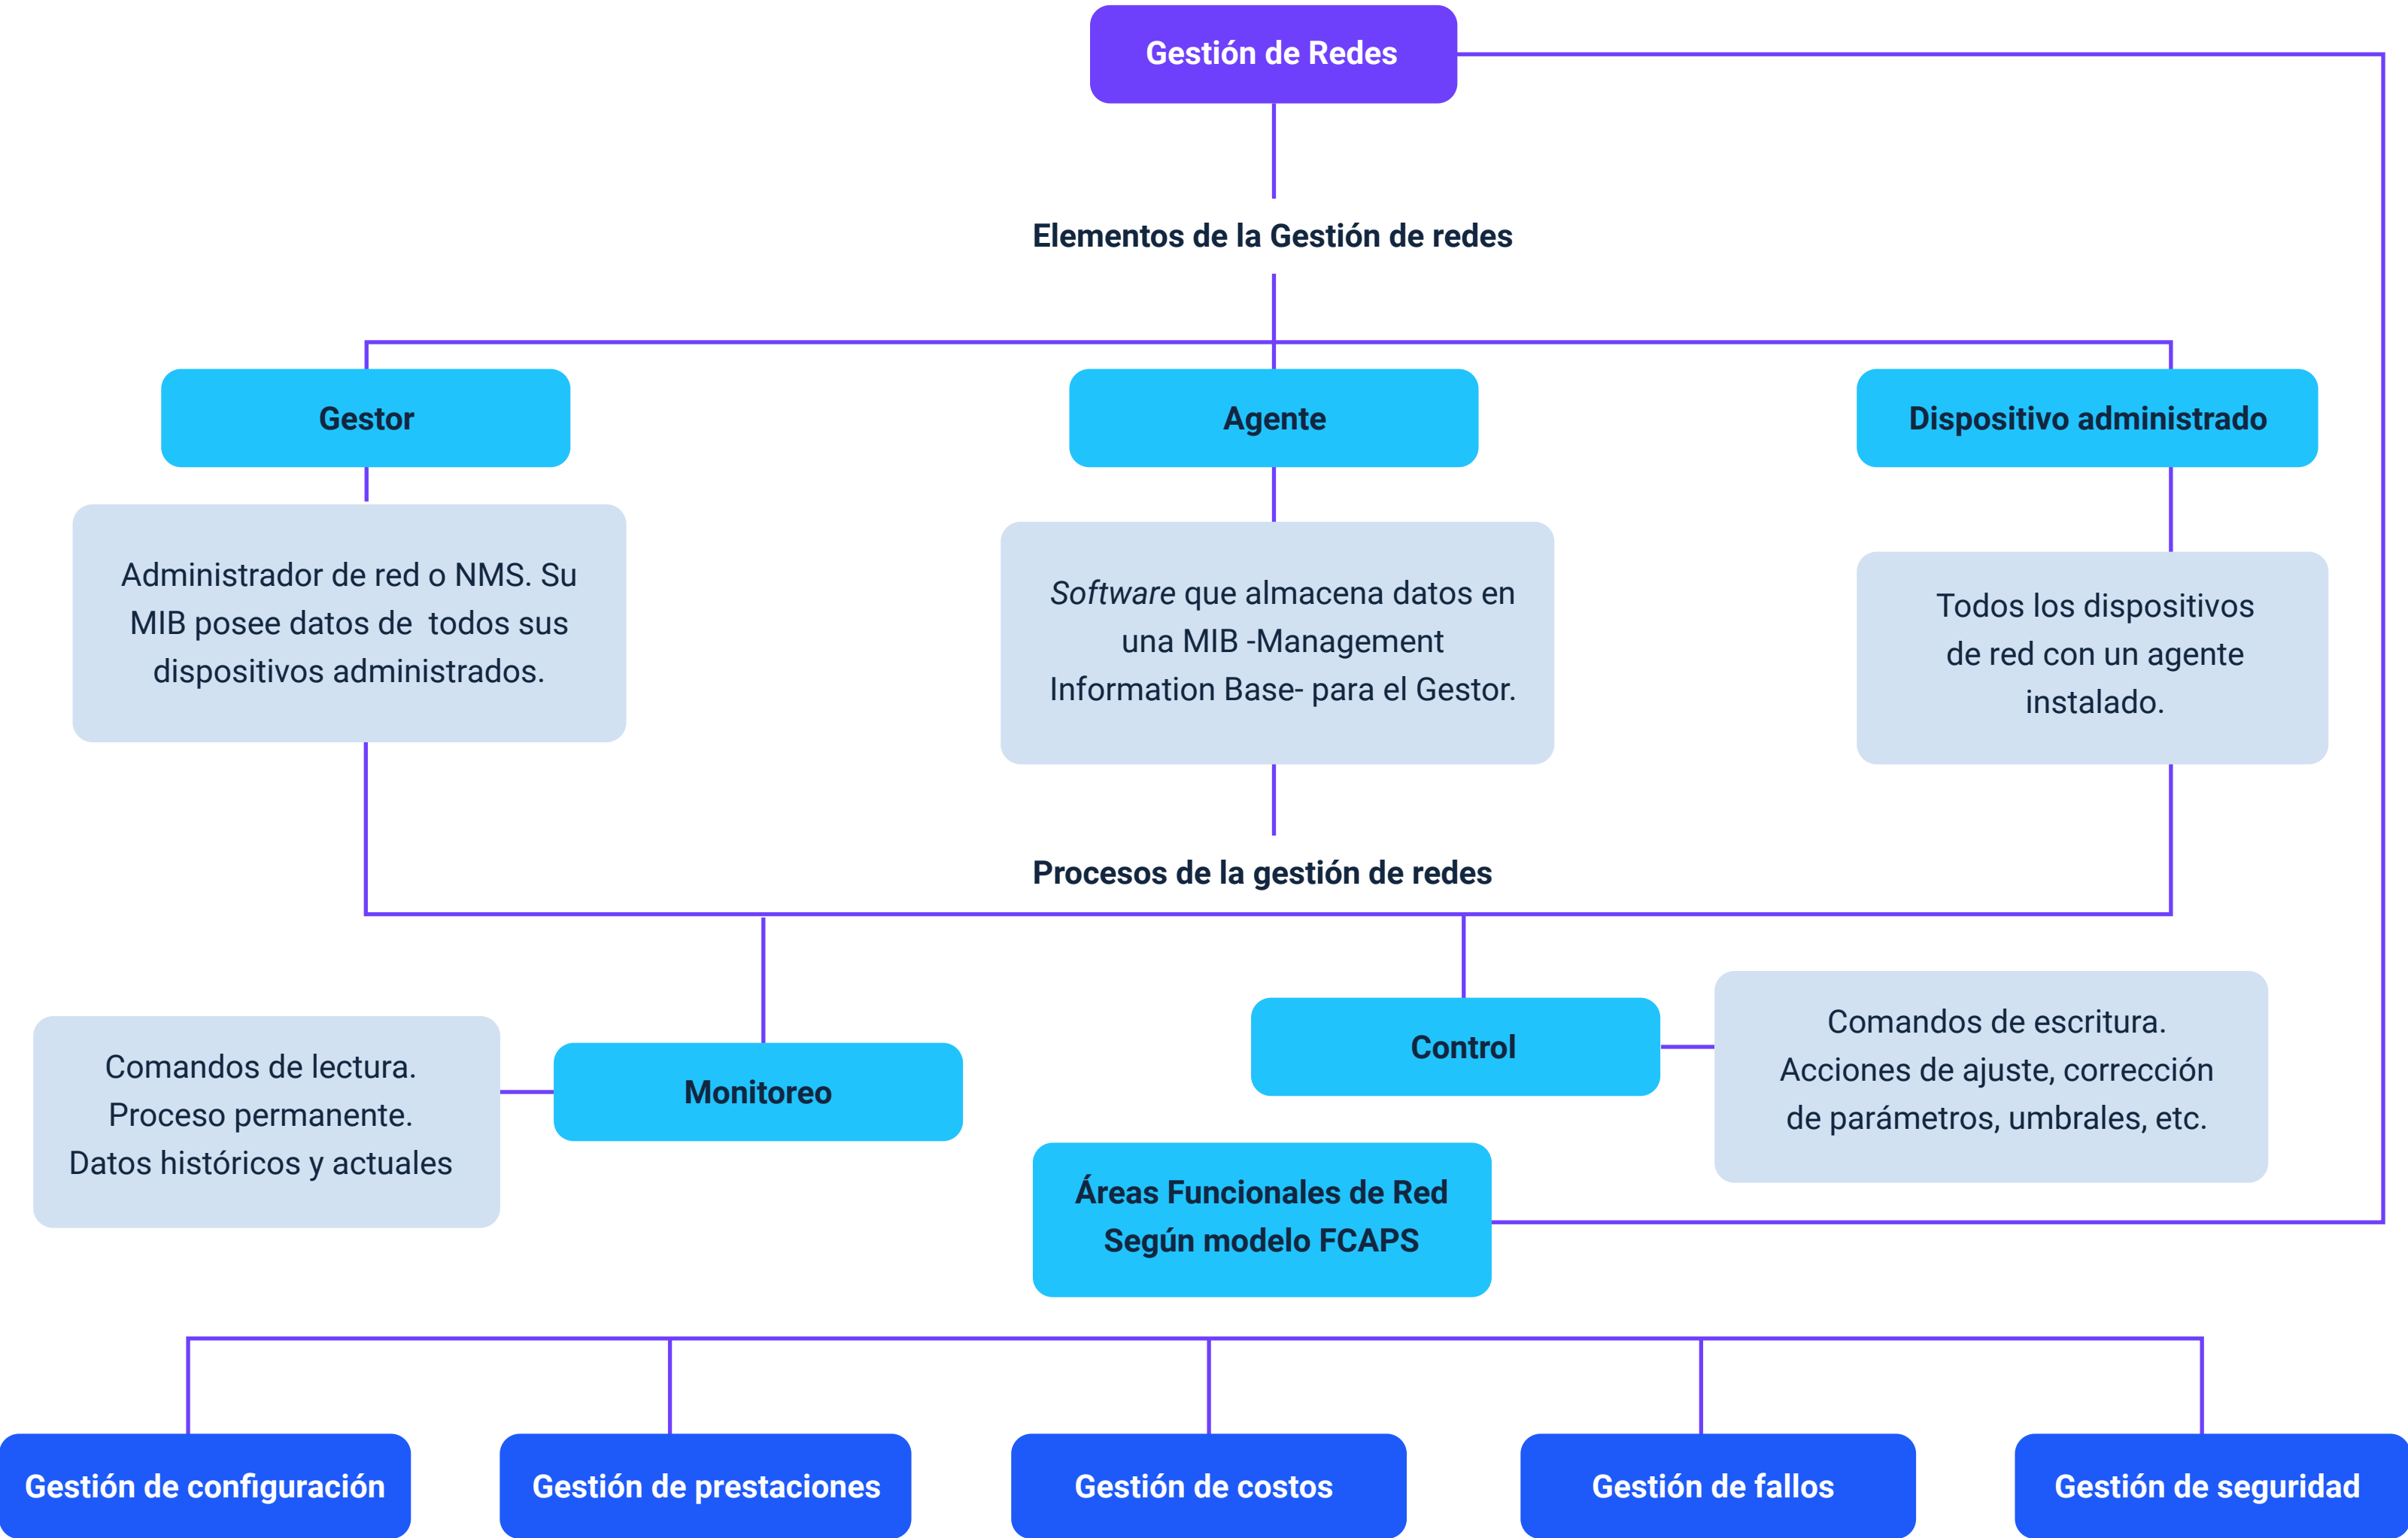 Gestión de Redes
Elementos de la Gestión de redes
Gestor
Agente
Dispositivo administrado
Administrador de red o NMS. Su
MIB posee datos de todos sus
dispositivos administrados.
Software que almacena datos en
una MIB -Management
Information Base- para el Gestor.
Todos los dispositivos
de red con un agente
instalado.
Procesos de la gestión de redes
Comandos de lectura.
Proceso permanente.
Datos históricos y actuales
Monitoreo
Control
Comandos de escritura.
Acciones de ajuste, corrección
de parámetros, umbrales, etc.
Áreas Funcionales de Red
Según modelo FCAPS
Gestión de configuración
Gestión de prestaciones
Gestión de costos
Gestión de fallos
Gestión de seguridad